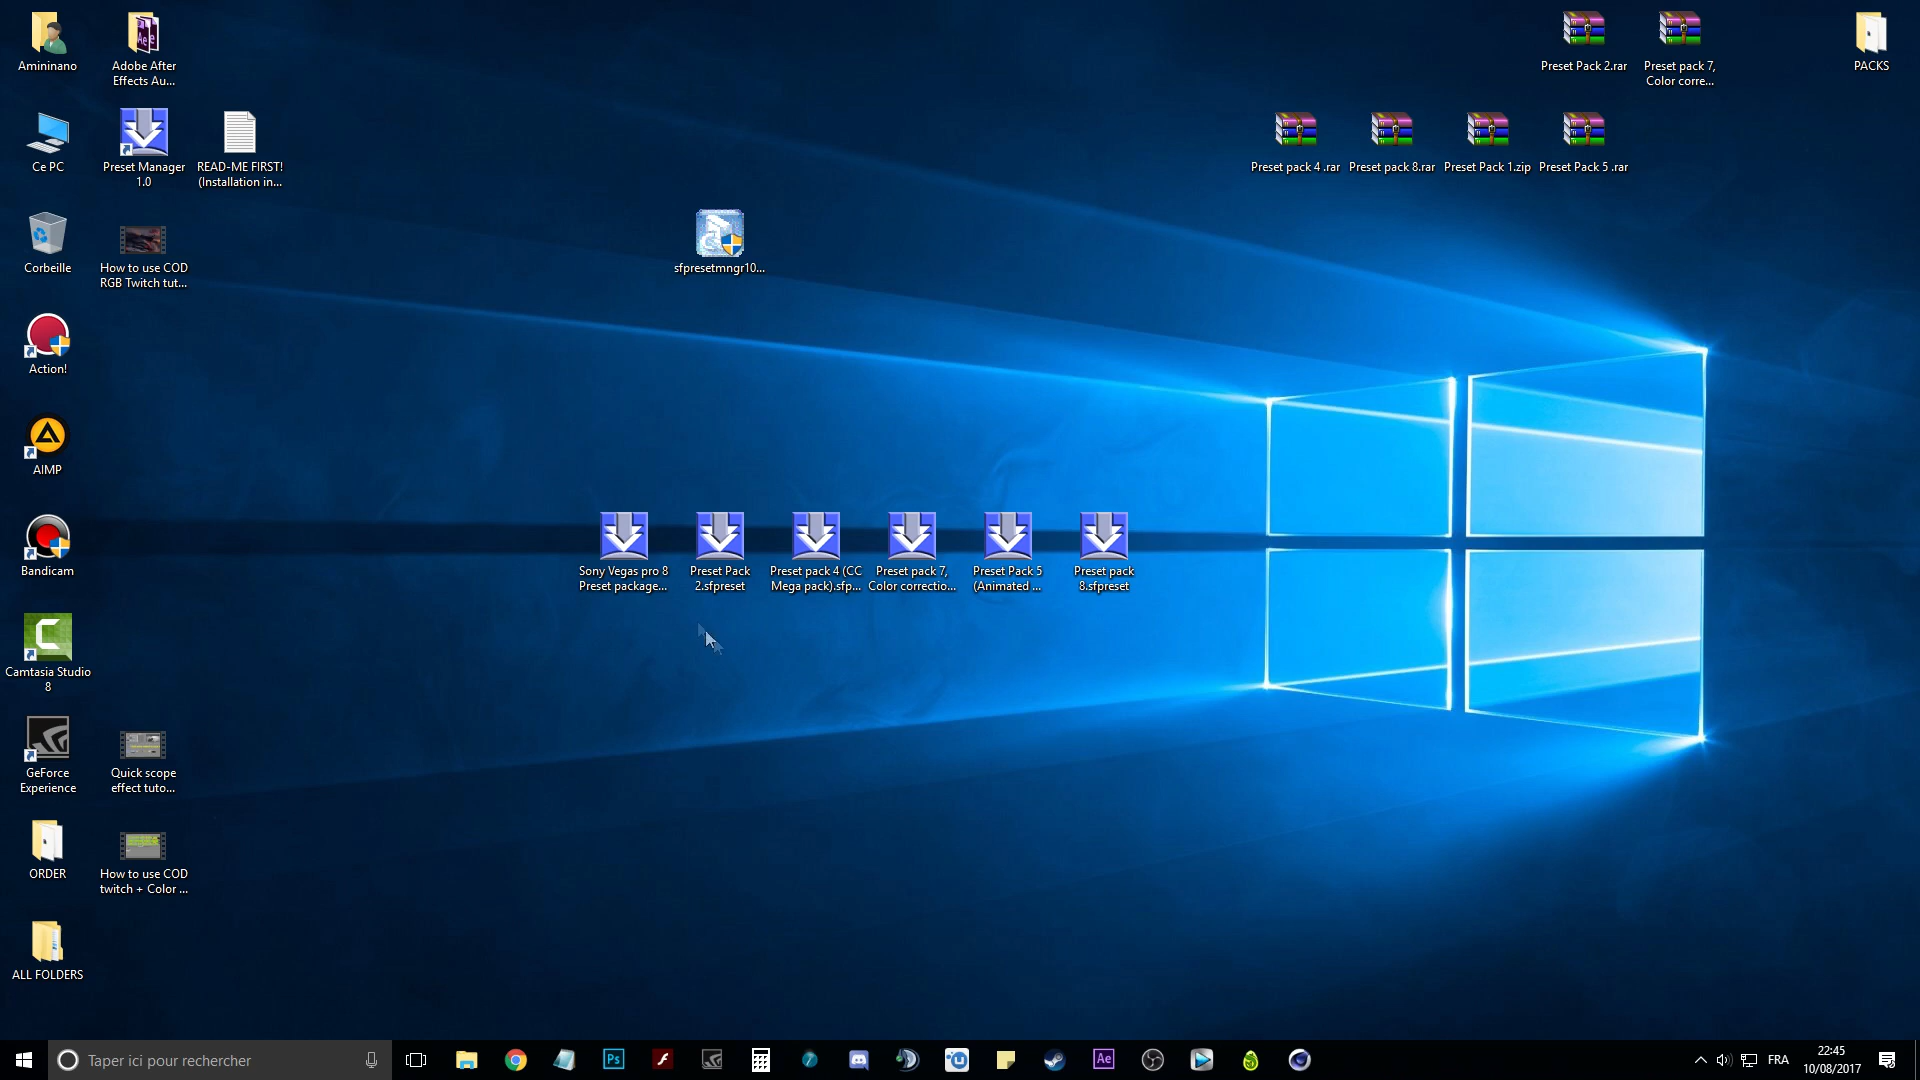 Amininano
Adobe After
Effects Au...
Preset Pack 2.rar
Preset pack 7,
Color corre...
PACKS
Ce PC
Preset Manager
1.0
READ-ME FIRST!
(Installation in...
Preset pack 4 .rar
Preset pack 8.rar
Preset Pack 1.zip
Preset Pack 5 .rar
Corbeille
How to use COD
RGB Twitch tut...
sfpresetmngr10...
Action!
AIMP
Bandicam
Sony Vegas pro 8
Preset package...
Preset Pack
2.sfpreset
Preset pack 4 (CC
Mega pack).sfp...
Preset pack 7,
Color correctio...
Preset Pack 5
(Animated ...
Preset pack
8.sfpreset
Camtasia Studio
8
GeForce
Experience
Quick scope
effect tuto...
ORDER
How to use COD
twitch + Color ...
ALL FOLDERS
Taper ici pour rechercher
Ps
Ae
FRA
22:45
10/08/2017